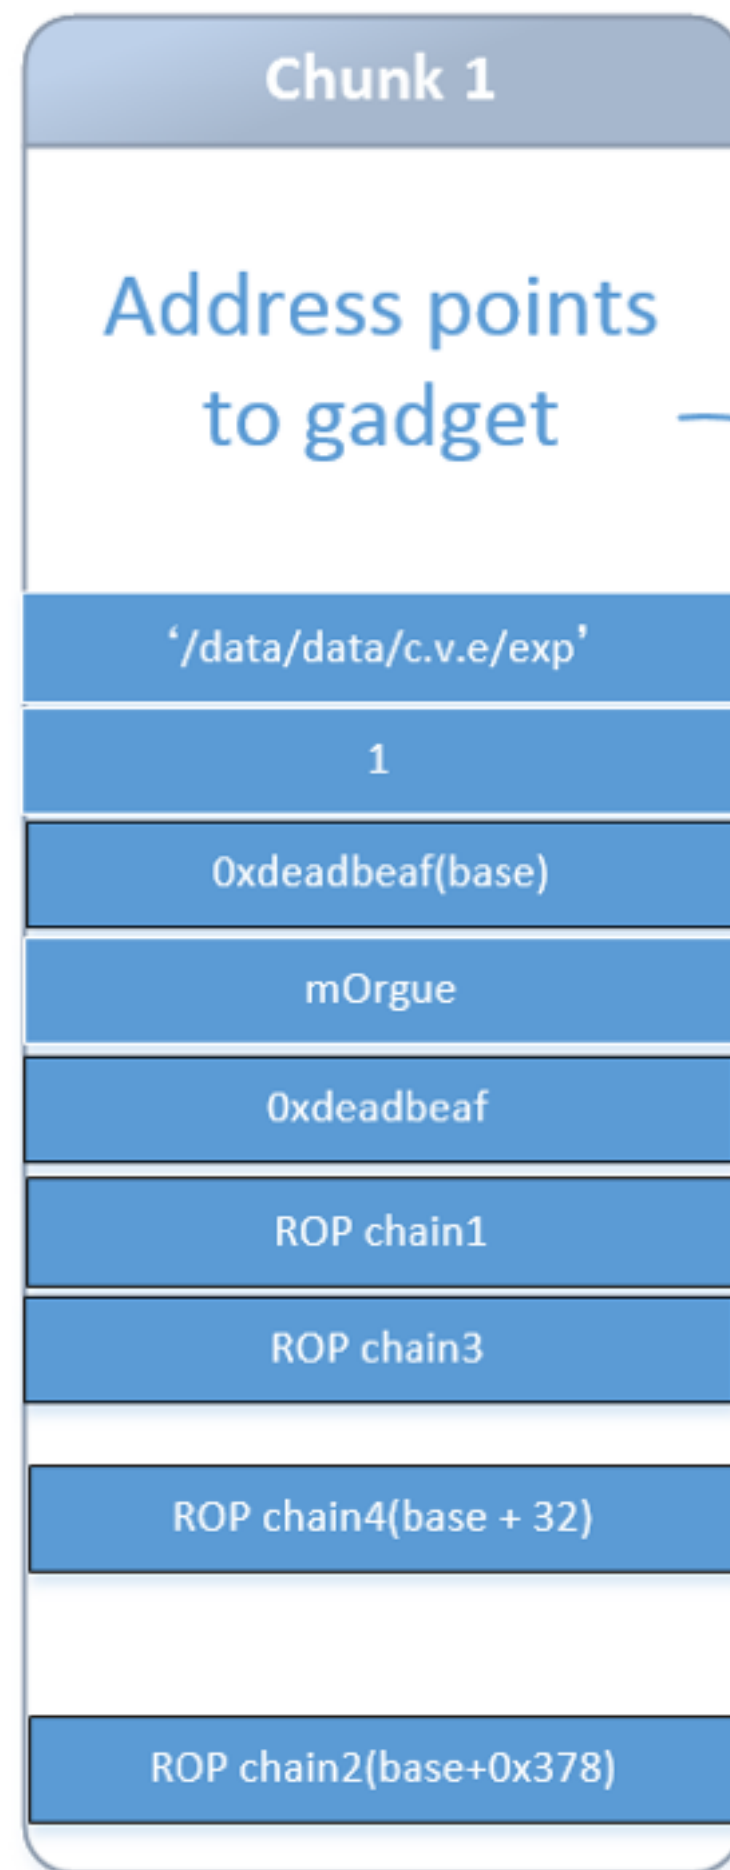 Chunk 1
Address points
to gadget
‘/data/data/c.v.e/exp’
1
0xdeadbeaf(base)
mOrgue
0xdeadbeaf
ROP chain1
ROP chain3
ROP chain4(base + 32)
ROP chain2(base+0x378)